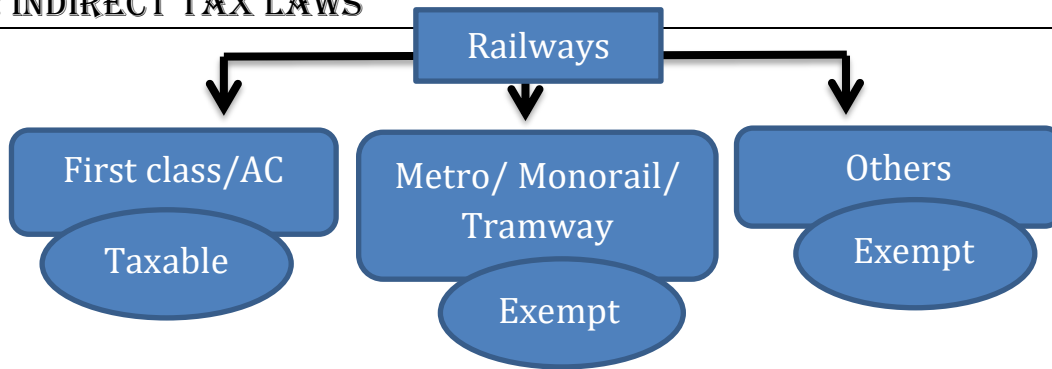 INDIRECT TAX LAWS
Railways
First class/AC
Taxable
Metro/ Monorail/
Tramway
Exempt
Others
Exempt